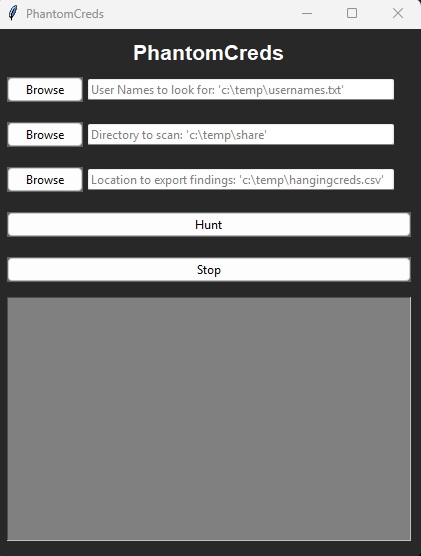 PhantomCreds
PhantomCreds
Browse User Names to look for: 'c:\temp\usernames.txt'
Browse Directory to scan: 'c:\temp\share'
Browse Location to export findings: 'c:\temp\hangingcreds.csv'
Hunt
Stop